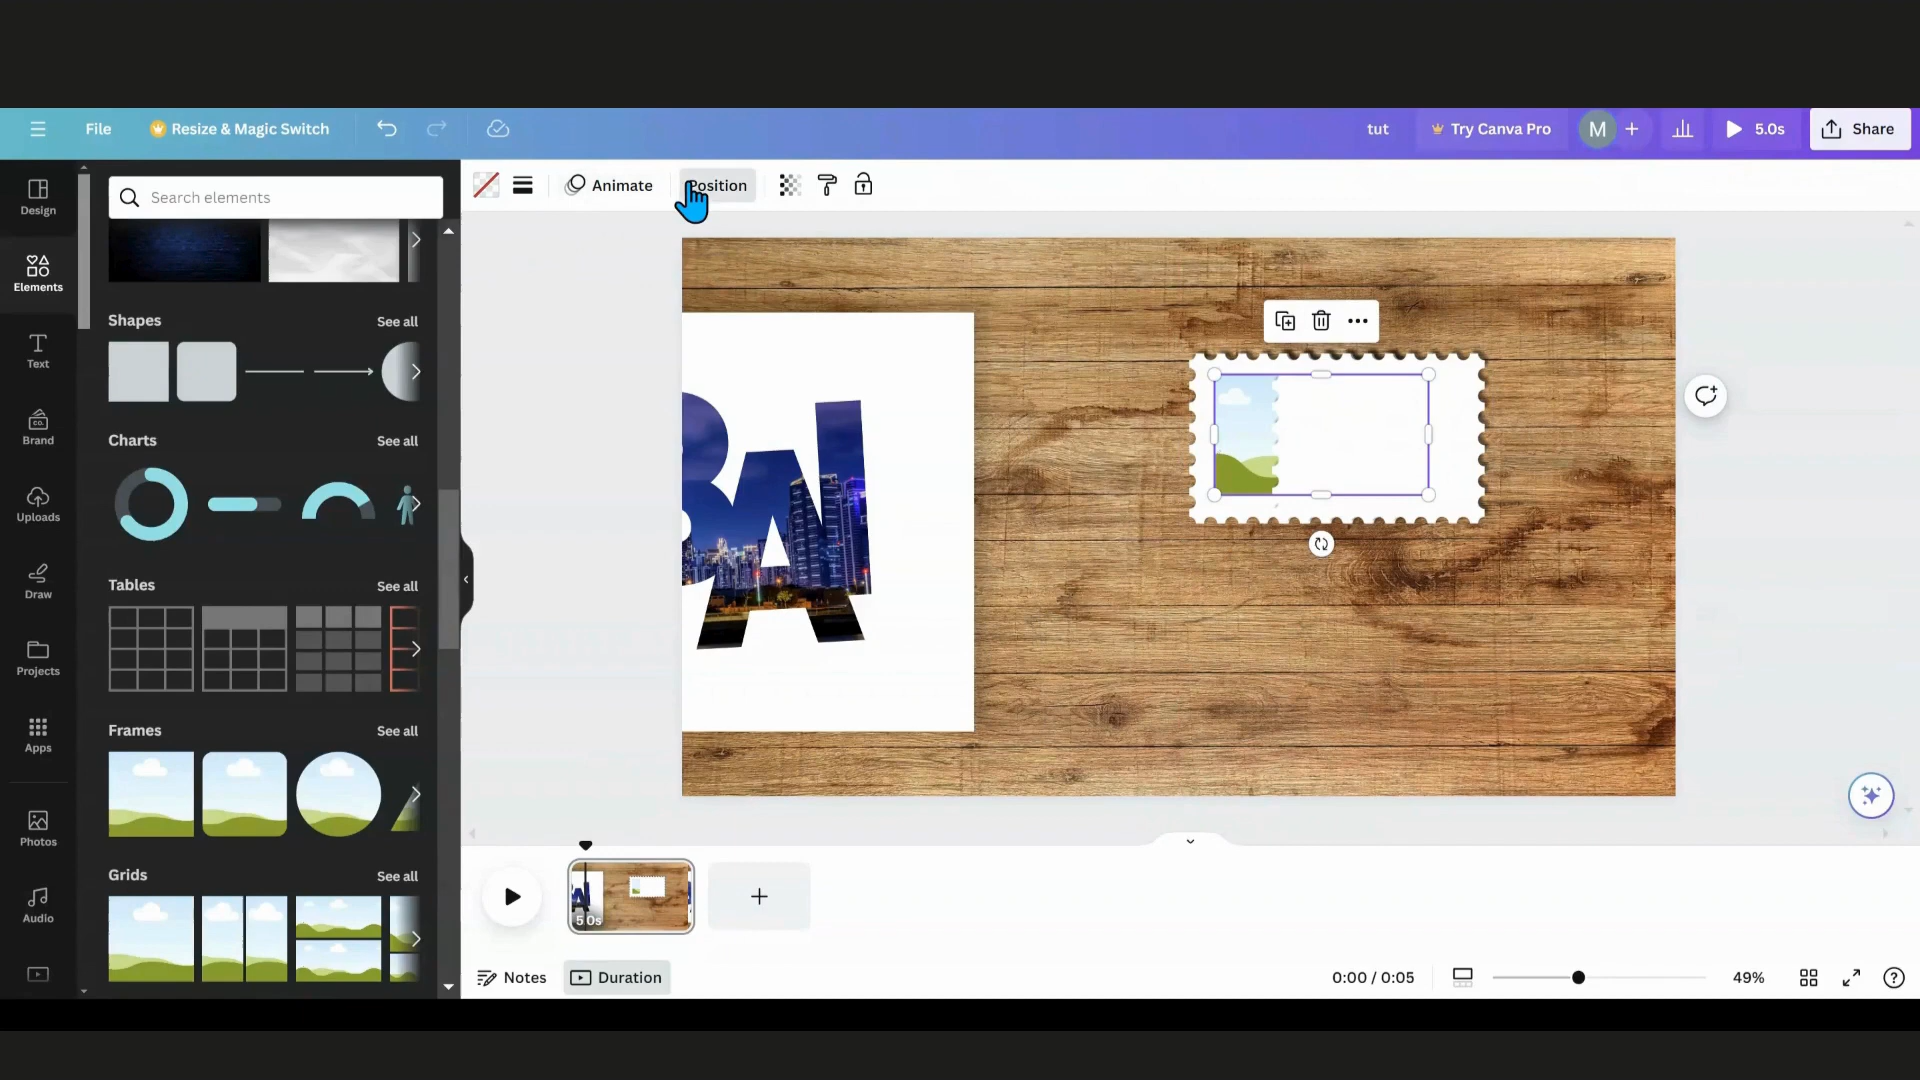 File
Resize & Magic Switch
tut
Try Canva Pro
M
5.0s
Share
Design
Elements
Text
Brand
Uploads
Draw
Projects
Apps
Photos
Audio
Search elements
Shapes
See all
Charts
See all
Tables
See all
Frames
See all
Grids
See all
Animate
Position
5.0s
Notes
Duration
0:00 / 0:05
49%